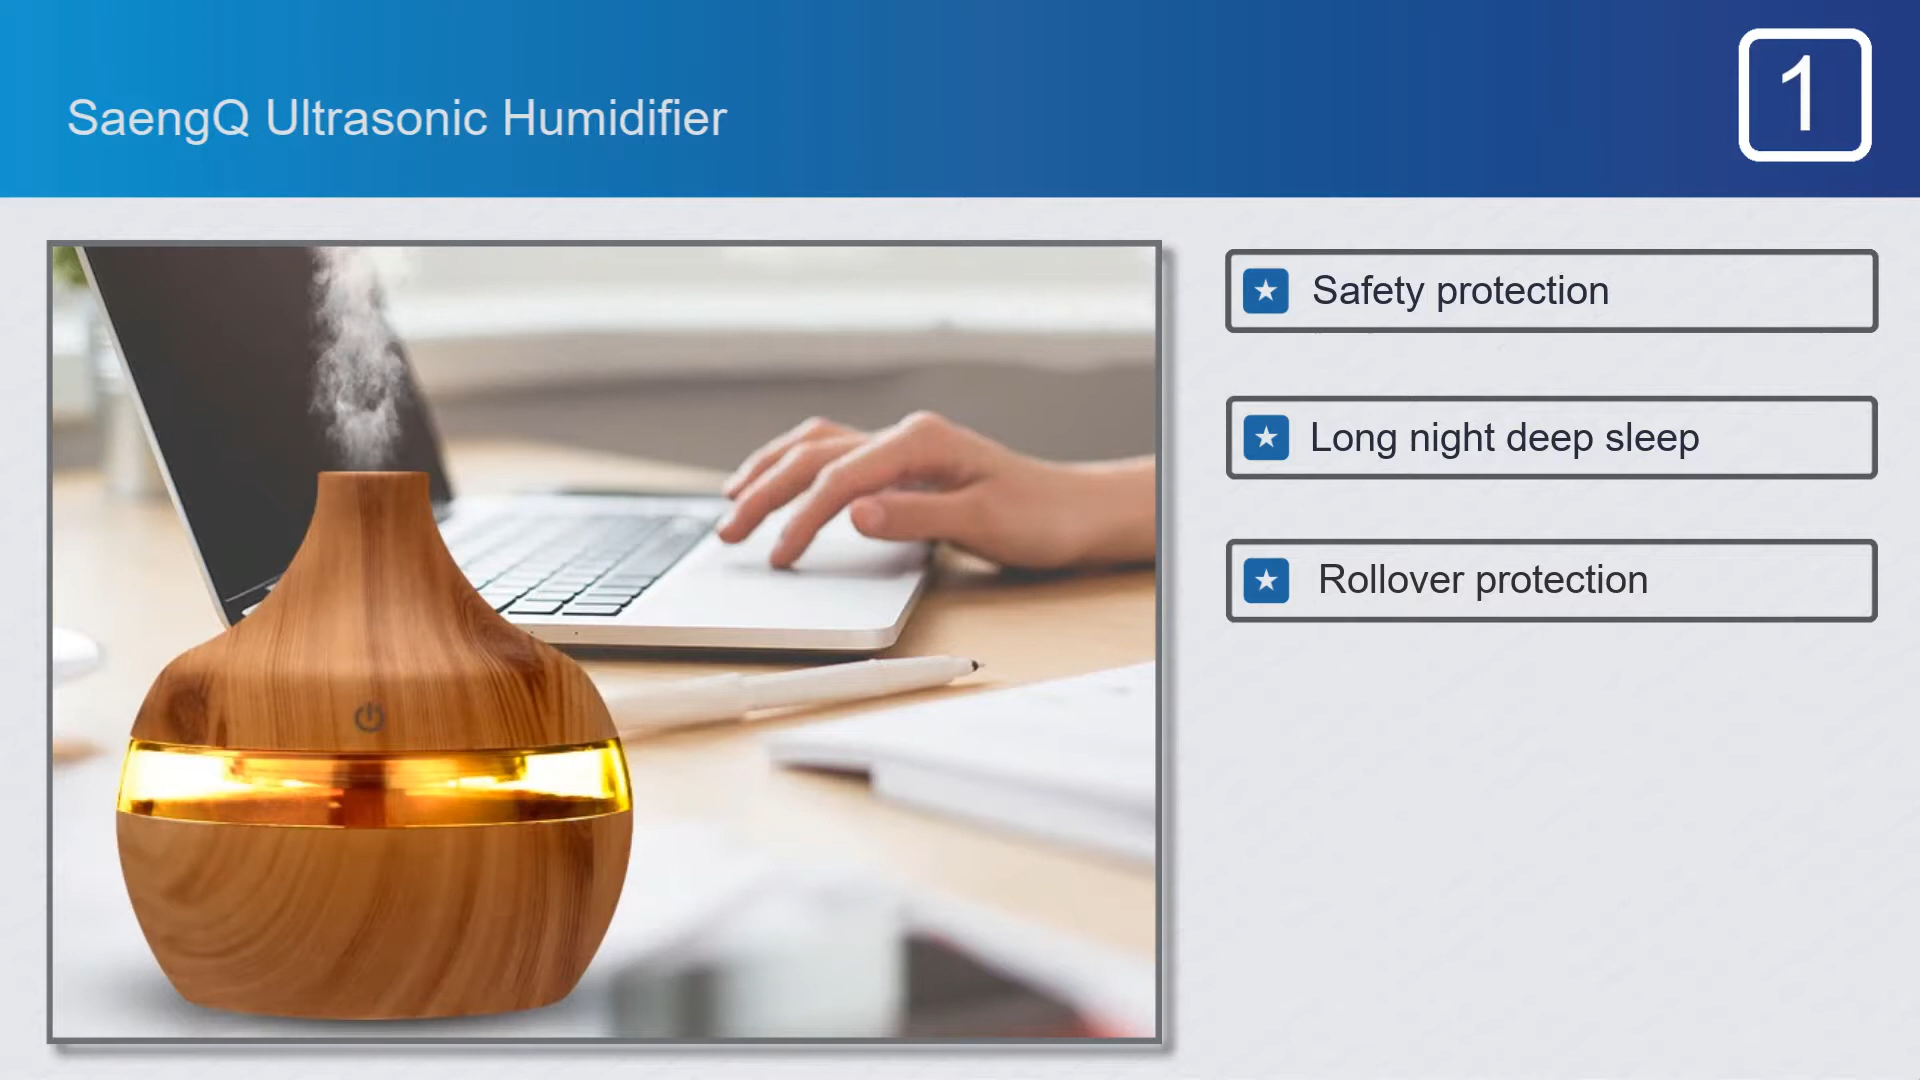 SaengQ Ultrasonic Humidifier
1
Safety protection
Long night deep sleep
Rollover protection